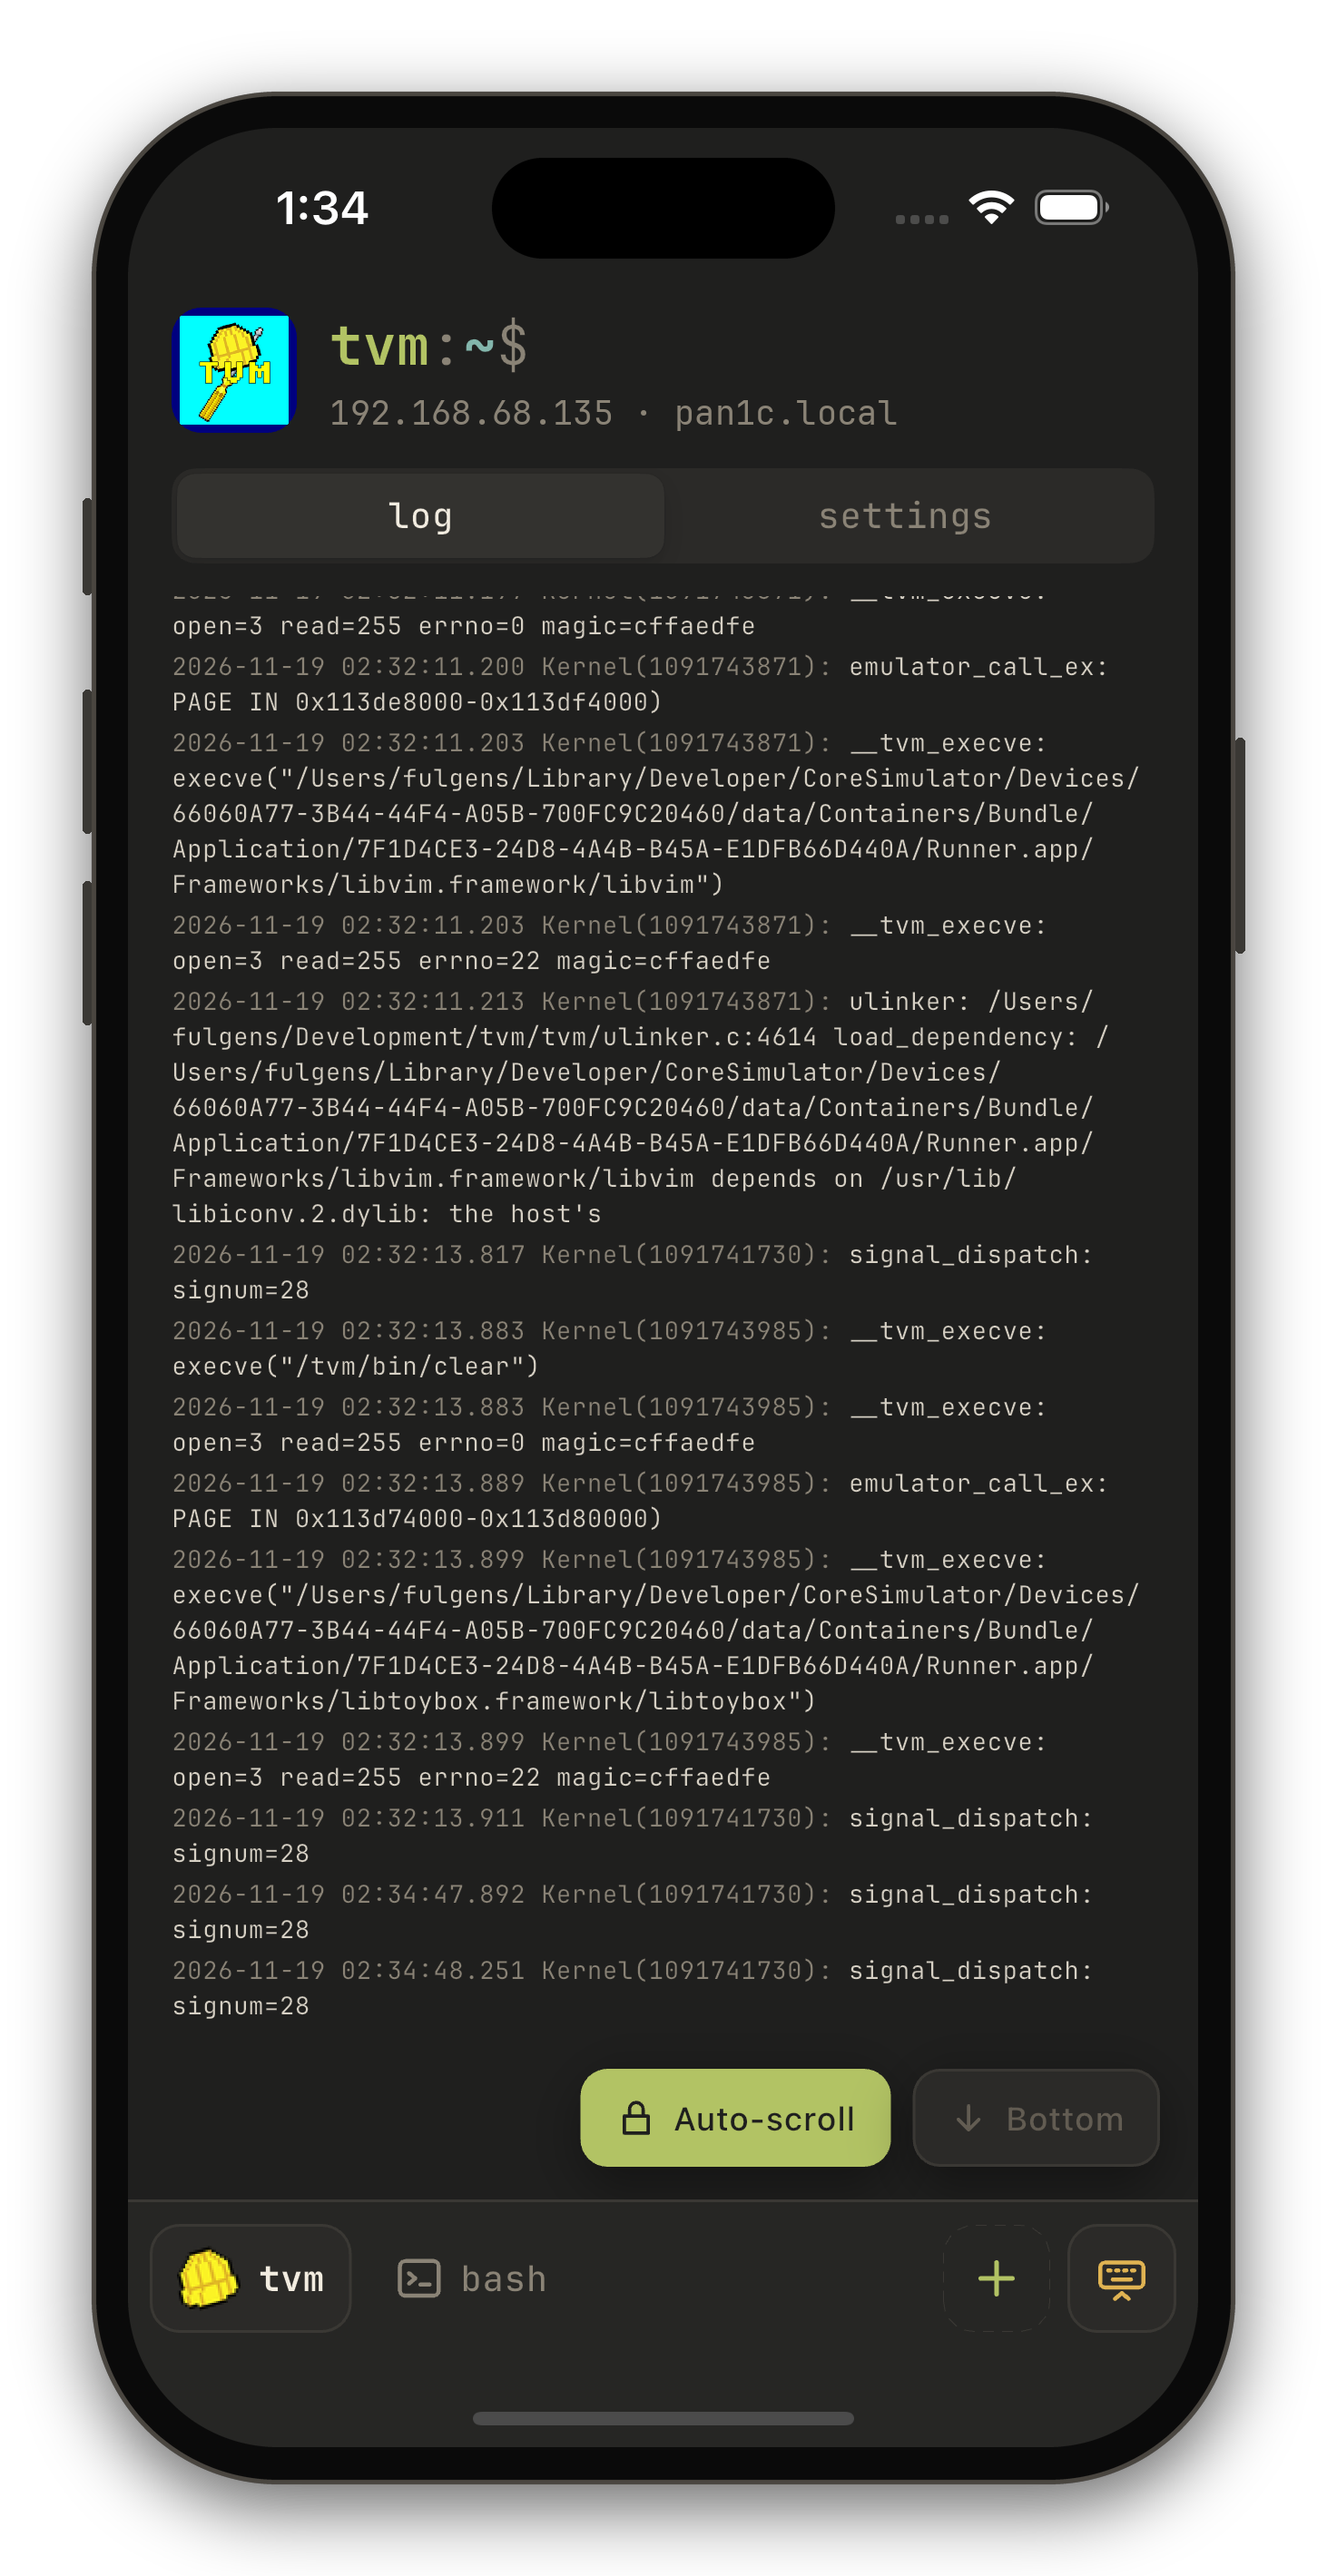 1:34
TVM
tvm:~$
192.168.68.135 · pan1c.local
log
settings
2026-11-19 02:32:11.199 Kernel(1091743871): __tvm_execve:
open=3 read=255 errno=0 magic=cffaedfe
2026-11-19 02:32:11.200 Kernel(1091743871): emulator_call_ex:
PAGE IN 0x113de8000-0x113df4000)
2026-11-19 02:32:11.203 Kernel(1091743871): __tvm_execve:
execve("/Users/fulgens/Library/Developer/CoreSimulator/Devices/
66060A77-3B44-44F4-A05B-700FC9C20460/data/Containers/Bundle/
Application/7F1D4CE3-24D8-4A4B-B45A-E1DFB66D440A/Runner.app/
Frameworks/libvim.framework/libvim")
2026-11-19 02:32:11.203 Kernel(1091743871): __tvm_execve:
open=3 read=255 errno=22 magic=cffaedfe
2026-11-19 02:32:11.213 Kernel(1091743871): ulinker: /Users/
fulgens/Development/tvm/tvm/ulinker.c:4614 load_dependency: /
Users/fulgens/Library/Developer/CoreSimulator/Devices/
66060A77-3B44-44F4-A05B-700FC9C20460/data/Containers/Bundle/
Application/7F1D4CE3-24D8-4A4B-B45A-E1DFB66D440A/Runner.app/
Frameworks/libvim.framework/libvim depends on /usr/lib/
libiconv.2.dylib: the host's
2026-11-19 02:32:13.817 Kernel(1091741730): signal_dispatch:
signum=28
2026-11-19 02:32:13.883 Kernel(1091743985): __tvm_execve:
execve("/tvm/bin/clear")
2026-11-19 02:32:13.883 Kernel(1091743985): __tvm_execve:
open=3 read=255 errno=0 magic=cffaedfe
2026-11-19 02:32:13.889 Kernel(1091743985): emulator_call_ex:
PAGE IN 0x113d74000-0x113d80000)
2026-11-19 02:32:13.899 Kernel(1091743985): __tvm_execve:
execve("/Users/fulgens/Library/Developer/CoreSimulator/Devices/
66060A77-3B44-44F4-A05B-700FC9C20460/data/Containers/Bundle/
Application/7F1D4CE3-24D8-4A4B-B45A-E1DFB66D440A/Runner.app/
Frameworks/libtoybox.framework/libtoybox")
2026-11-19 02:32:13.899 Kernel(1091743985): __tvm_execve:
open=3 read=255 errno=22 magic=cffaedfe
2026-11-19 02:32:13.911 Kernel(1091741730): signal_dispatch:
signum=28
2026-11-19 02:34:47.892 Kernel(1091741730): signal_dispatch:
signum=28
2026-11-19 02:34:48.251 Kernel(1091741730): signal_dispatch:
signum=28
Auto-scroll
Bottom
tvm
bash